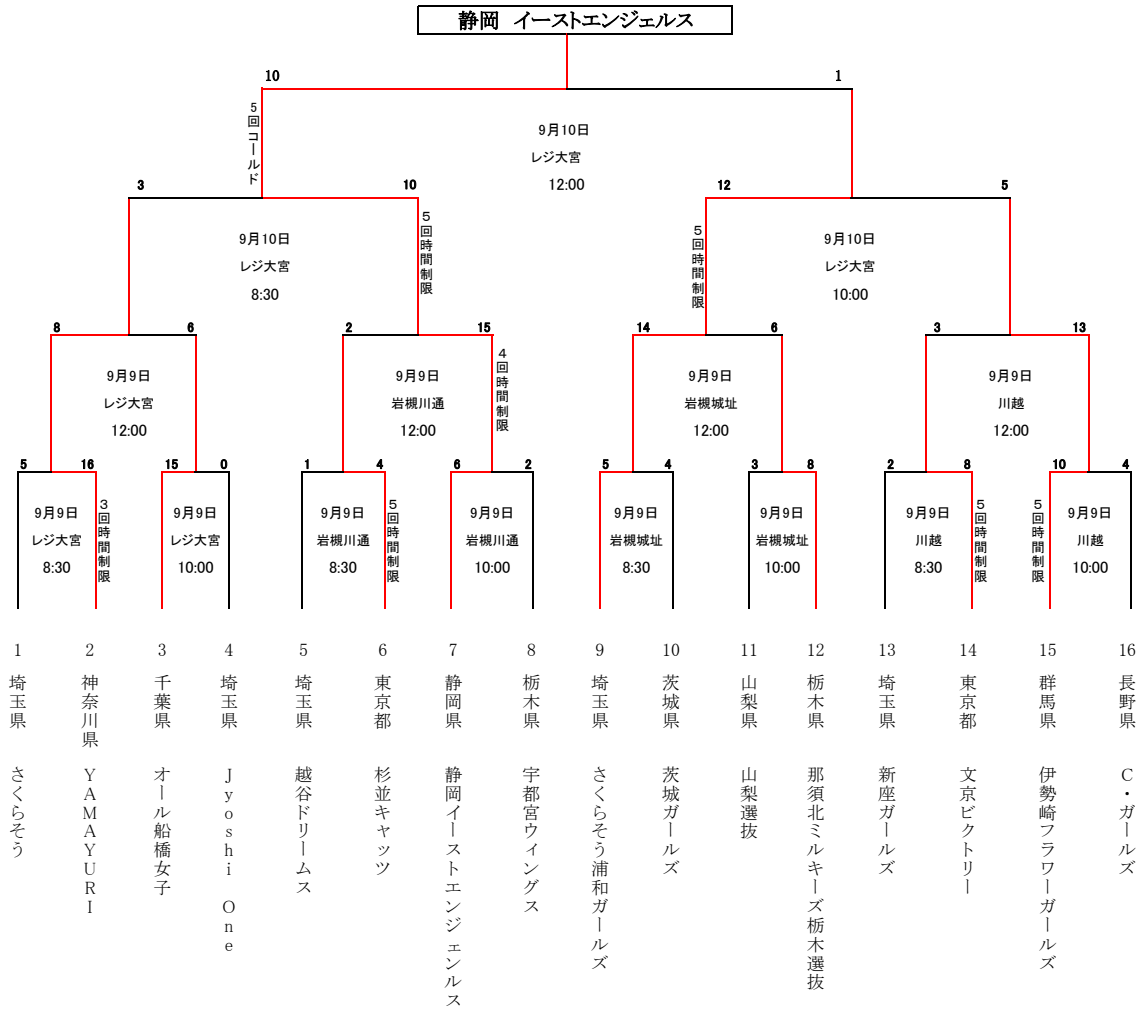 静岡 イーストエンジェルス
10
1
5回コールド
9月10日
レジ大宮
12:00
3
10
12
5
9月10日
レジ大宮
8:30
5回時間制限
5回時間制限
9月10日
レジ大宮
10:00
8
6
2
15
14
6
3
13
9月9日
レジ大宮
12:00
9月9日
岩槻川通
12:00
4回時間制限
9月9日
岩槻城址
12:00
9月9日
川越
12:00
5
16
15
0
1
4
6
2
5
4
3
8
2
8
10
4
9月9日
レジ大宮
8:30
3回時間制限
9月9日
レジ大宮
10:00
9月9日
岩槻川通
8:30
5回時間制限
9月9日
岩槻川通
10:00
9月9日
岩槻城址
8:30
9月9日
岩槻城址
10:00
9月9日
川越
8:30
5回時間制限
5回時間制限
9月9日
川越
10:00
1 埼玉県 さくらそう
2 神奈川県 YAMAYURI
3 千葉県 オール船橋女子
4 埼玉県 Jyoshi One
5 埼玉県 越谷ドリームス
6 東京都 杉並キャッツ
7 静岡県 静岡イーストエンジェンルス
8 栃木県 宇都宮ウィングス
9 埼玉県 さくらそう浦和ガールズ
10 茨城県 茨城ガールズ
11 山梨県 山梨選抜
12 栃木県 那須北ミルキーズ栃木選抜
13 埼玉県 新座ガールズ
14 東京都 文京ビクトリー
15 群馬県 伊勢崎フラワーガールズ
16 長野県 C・ガールズ